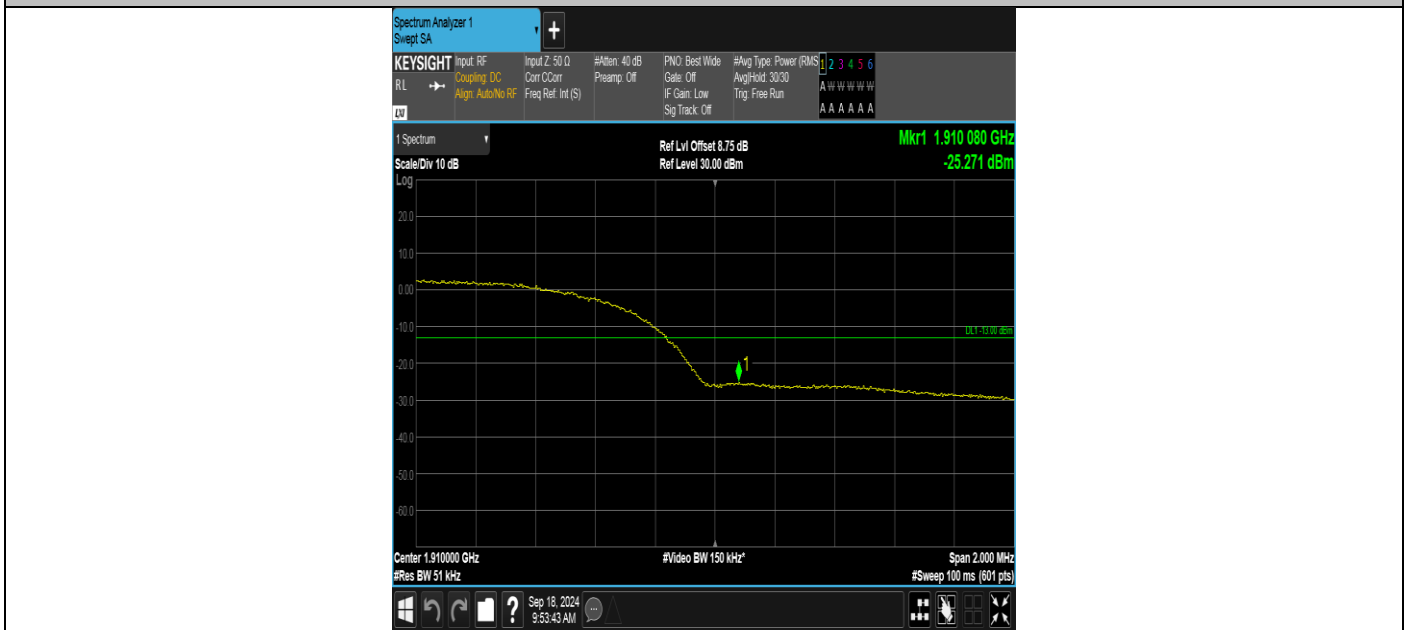 Spectrum Analyzer 1
Swept SA
+
KEYSIGHT Input: RF Input Z: 50 Ω #Atten: 40 dB PNO: Best Wide #Avg Type: Power (RMS 1 2 3 4 5 6
RL Coupling: DC Corr CCorr Preamp: Off Gate: Off Avg|Hold: 30/30 A W W W W W
Align: Auto/No RF Freq Ref: Int (S) IF Gain: Low Trig: Free Run
LXI Sig Track: Off A A A A A A
1 Spectrum Ref Lvl Offset 8.75 dB Mkr1 1.910 080 GHz
Scale/Div 10 dB Ref Level 30.00 dBm -25.271 dBm
Log
20.0
10.0
0.00
-10.0
DL1 -13.00 dBm
-20.0
1
-30.0
-40.0
-50.0
-60.0
Center 1.910000 GHz #Video BW 150 kHz* Span 2.000 MHz
#Res BW 51 kHz #Sweep 100 ms (601 pts)
? Sep 18, 2024
9:53:43 AM